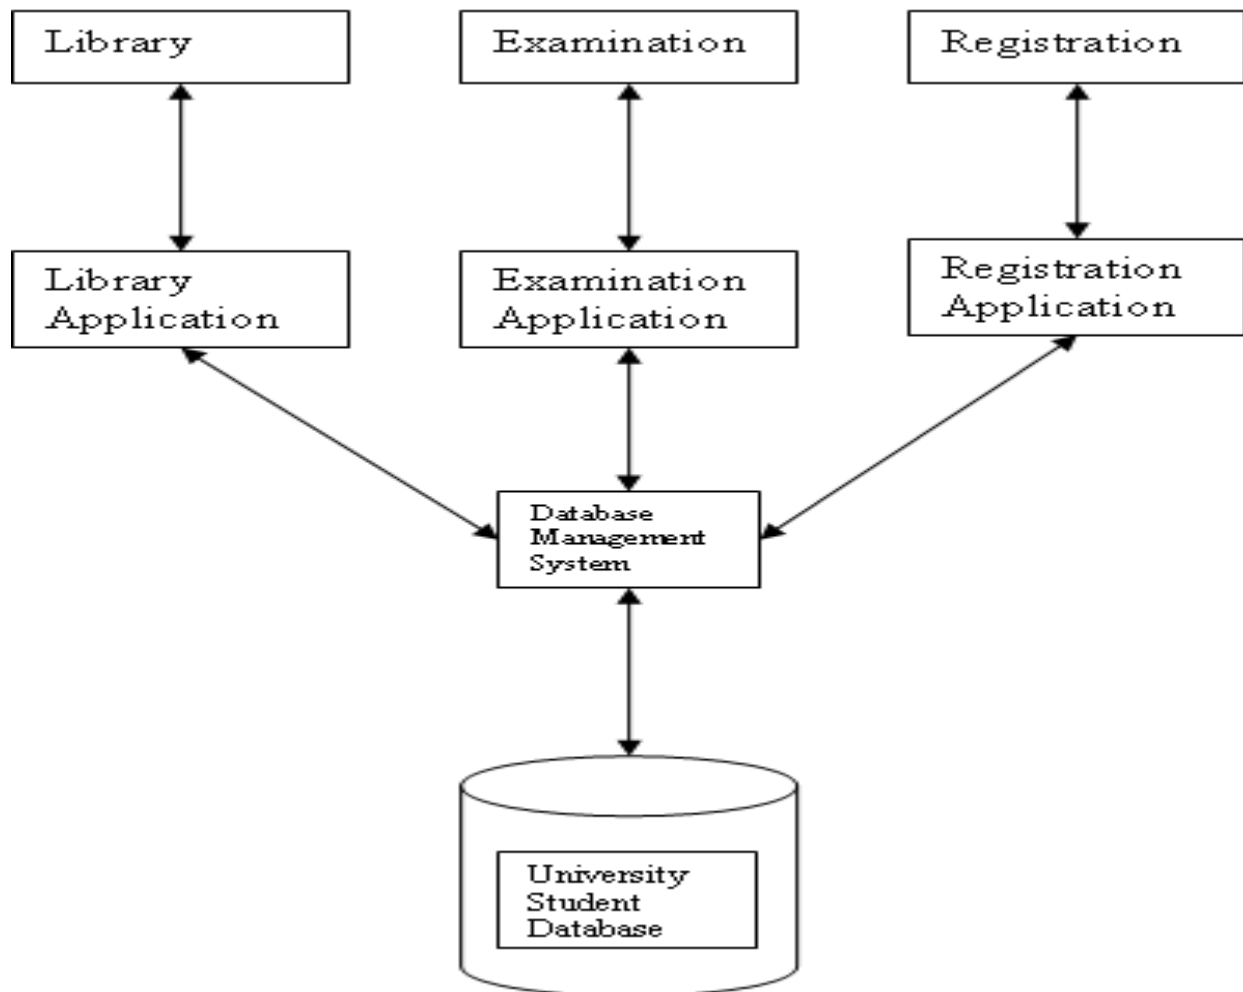 Library
Examination
Registration
Library
Application
Examination
Application
Registration
Application
Database
Management
System
University
Student
Database